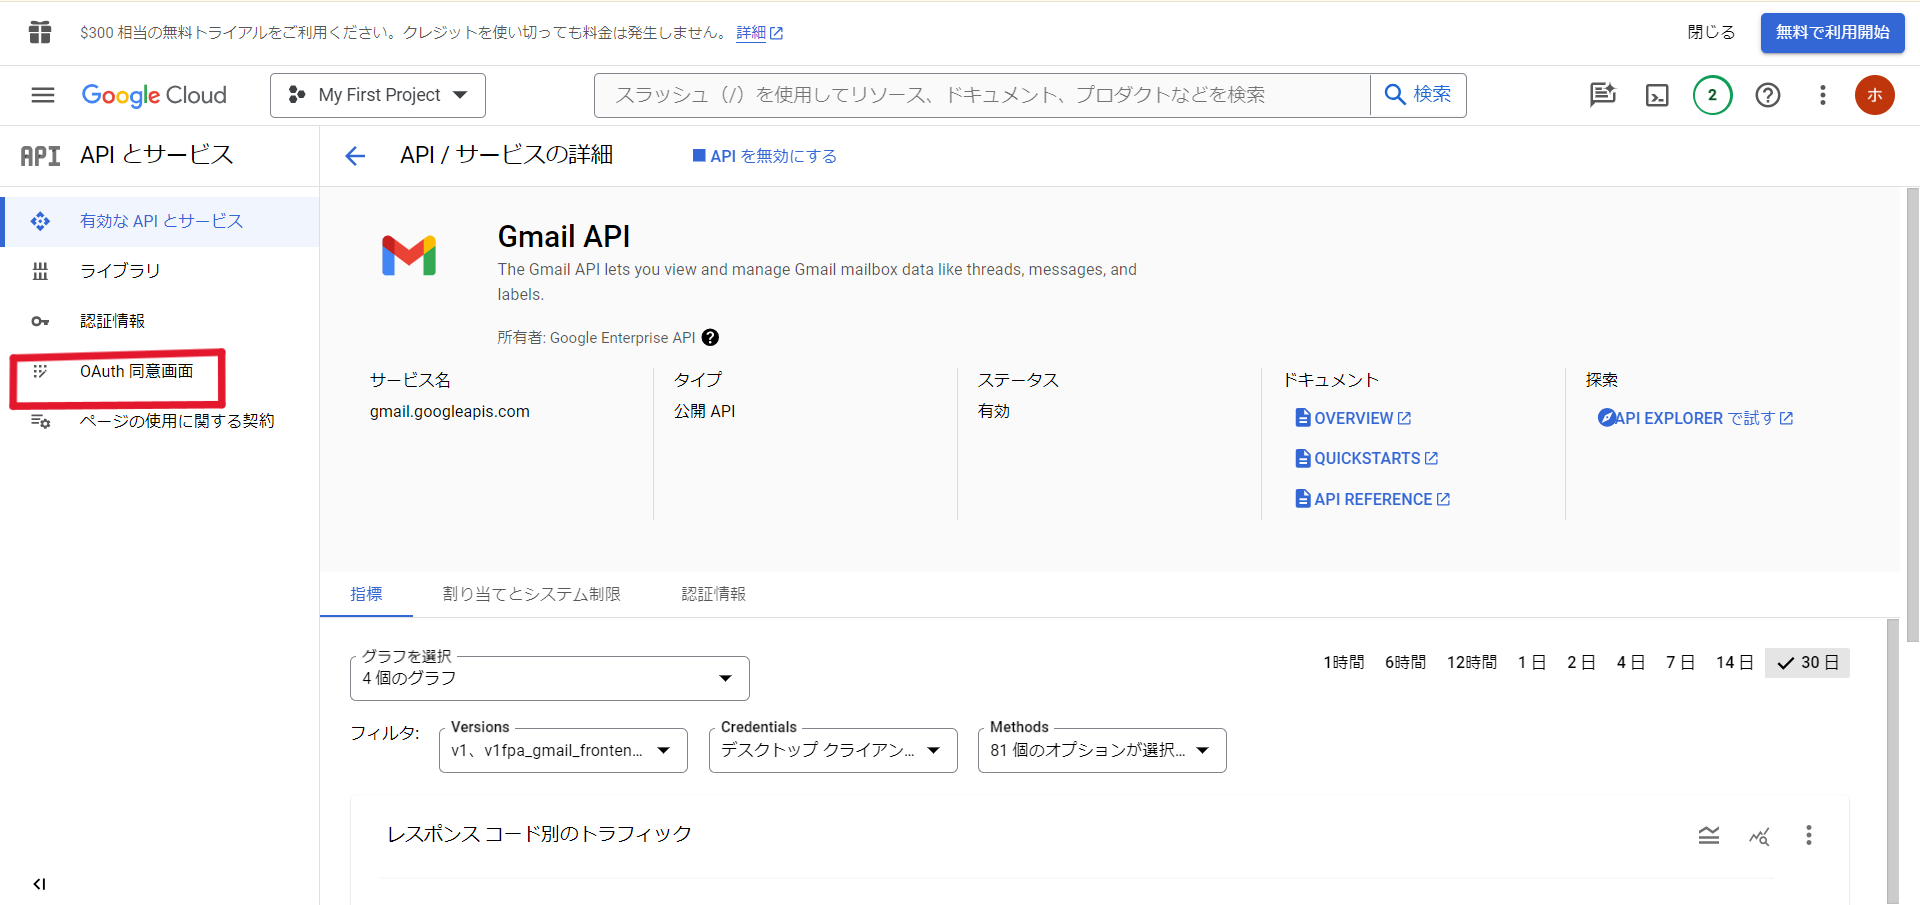 $300 相当の無料トライアルをご利用ください。クレジットを使い切っても料金は発生しません。 詳細
閉じる
無料で利用開始
Google Cloud
My First Project
スラッシュ（/）を使用してリソース、ドキュメント、プロダクトなどを検索
検索
2
ホ
API API とサービス
API / サービスの詳細
API を無効にする
有効な API とサービス
ライブラリ
認証情報
OAuth 同意画面
ページの使用に関する契約
Gmail API
The Gmail API lets you view and manage Gmail mailbox data like threads, messages, and
labels.
所有者: Google Enterprise API
サービス名
gmail.googleapis.com
タイプ
公開 API
ステータス
有効
ドキュメント
OVERVIEW
QUICKSTARTS
API REFERENCE
探索
API EXPLORER で試す
指標
割り当てとシステム制限
認証情報
グラフを選択
4 個のグラフ
1時間 6時間 12時間 1 日 2 日 4 日 7 日 14 日 30 日
フィルタ:
Versions
v1、v1fpa_gmail_fronten...
Credentials
デスクトップ クライアン...
Methods
81 個のオプションが選択...
レスポンス コード別のトラフィック